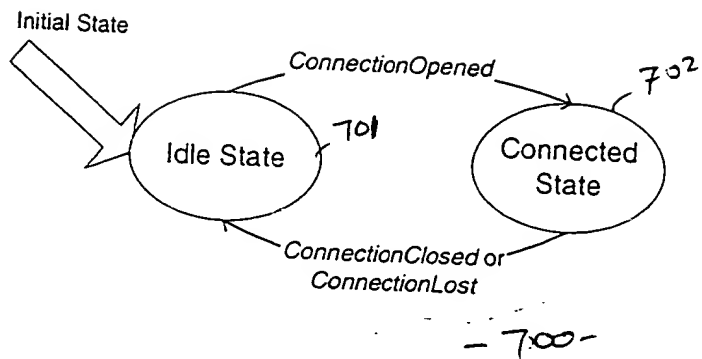 Initial State
ConnectionOpened
702
701
Idle State
Connected
State
ConnectionClosed or
ConnectionLost
- 700 -